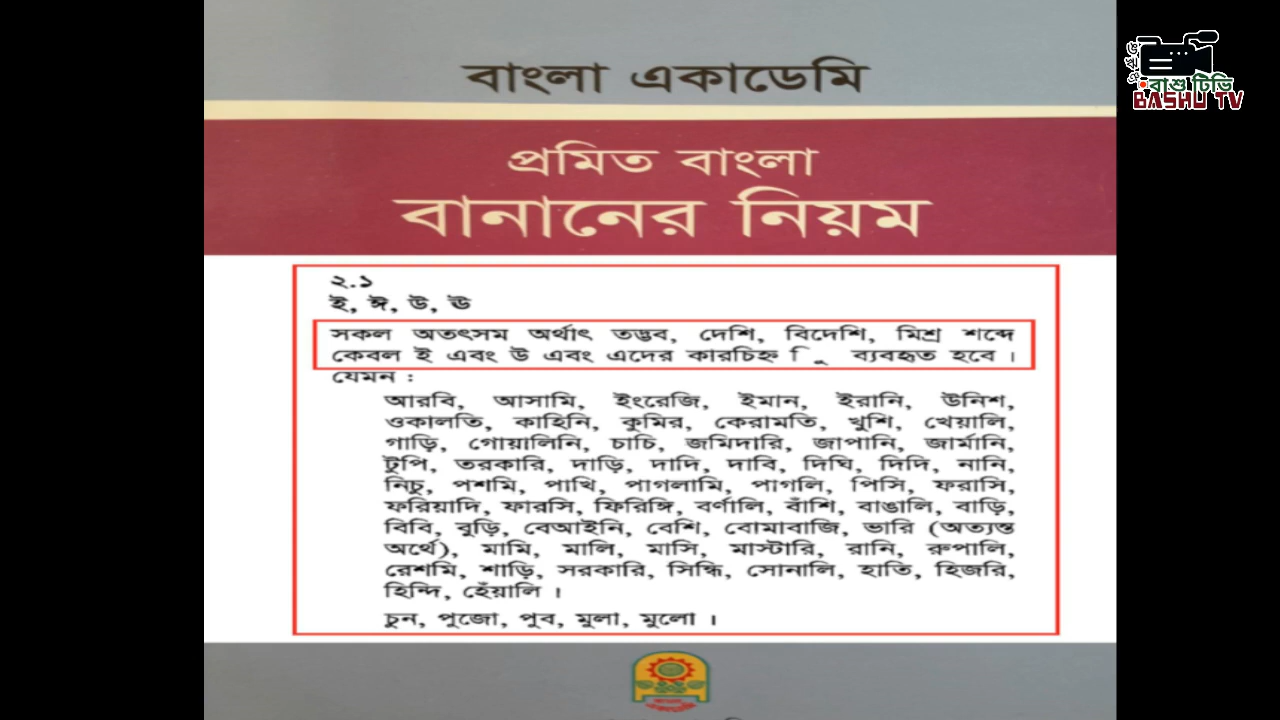 বাংলা একাডেমি
বাশু টিভি
BASHU TV
প্রমিত বাংলা
বানানের নিয়ম
২.১
ই, ঈ, উ, ঊ
সকল অতৎসম অর্থাৎ তদ্ভব, দেশি, বিদেশি, মিশ্র শব্দে
কেবল ই এবং উ এবং এদের কারচিহ্ন ি ু ব্যবহৃত হবে।
যেমন :
আরবি, আসামি, ইংরেজি, ইমান, ইরানি, উনিশ,
ওকালতি, কাহিনি, কুমির, কেরামতি, খুশি, খেয়ালি,
গাড়ি, গোয়ালিনি, চাচি, জমিদারি, জাপানি, জার্মানি,
টুপি, তরকারি, দাড়ি, দাদি, দাবি, দিঘি, দিদি, নানি,
নিচু, পশমি, পাখি, পাগলামি, পাগলি, পিসি, ফরাসি,
ফরিয়াদি, ফারসি, ফিরিঙ্গি, বর্ণালি, বাঁশি, বাঙালি, বাড়ি,
বিবি, বুড়ি, বেআইনি, বেশি, বোমাবাজি, ভারি (অত্যন্ত
অর্থে), মামি, মালি, মাসি, মাস্টারি, রানি, রুপালি,
রেশমি, শাড়ি, সরকারি, সিন্ধি, সোনালি, হাতি, হিজরি,
হিন্দি, হেঁয়ালি।
চুন, পুজো, পুব, মুলা, মুলো।